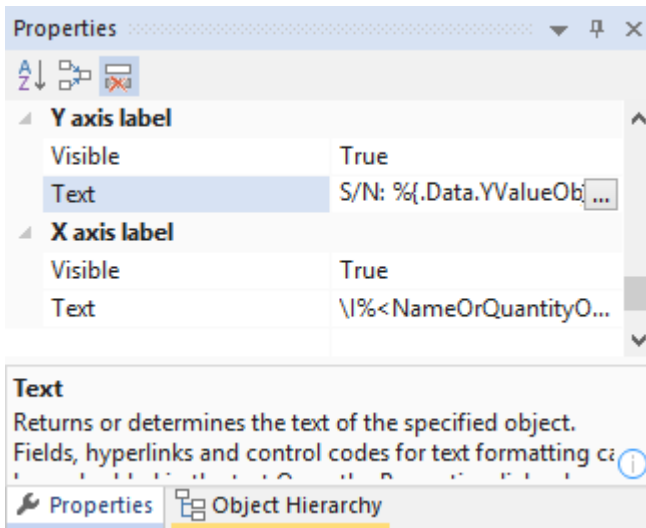 Properties
Y axis label
Visible True
Text S/N: %{.Data.YValueOb ...
X axis label
Visible True
Text \I%<NameOrQuantityO...
Text
Returns or determines the text of the specified object.
Fields, hyperlinks and control codes for text formatting ca
Properties Object Hierarchy